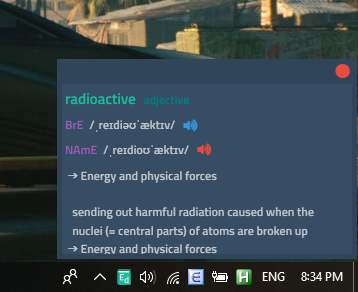 radioactive adjective
BrE /ˌreɪdiəʊˈæktɪv/
NAmE /ˌreɪdioʊˈæktɪv/
→ Energy and physical forces
sending out harmful radiation caused when the
nuclei (= central parts) of atoms are broken up
→ Energy and physical forces
Ed E H ENG 8:34 PM